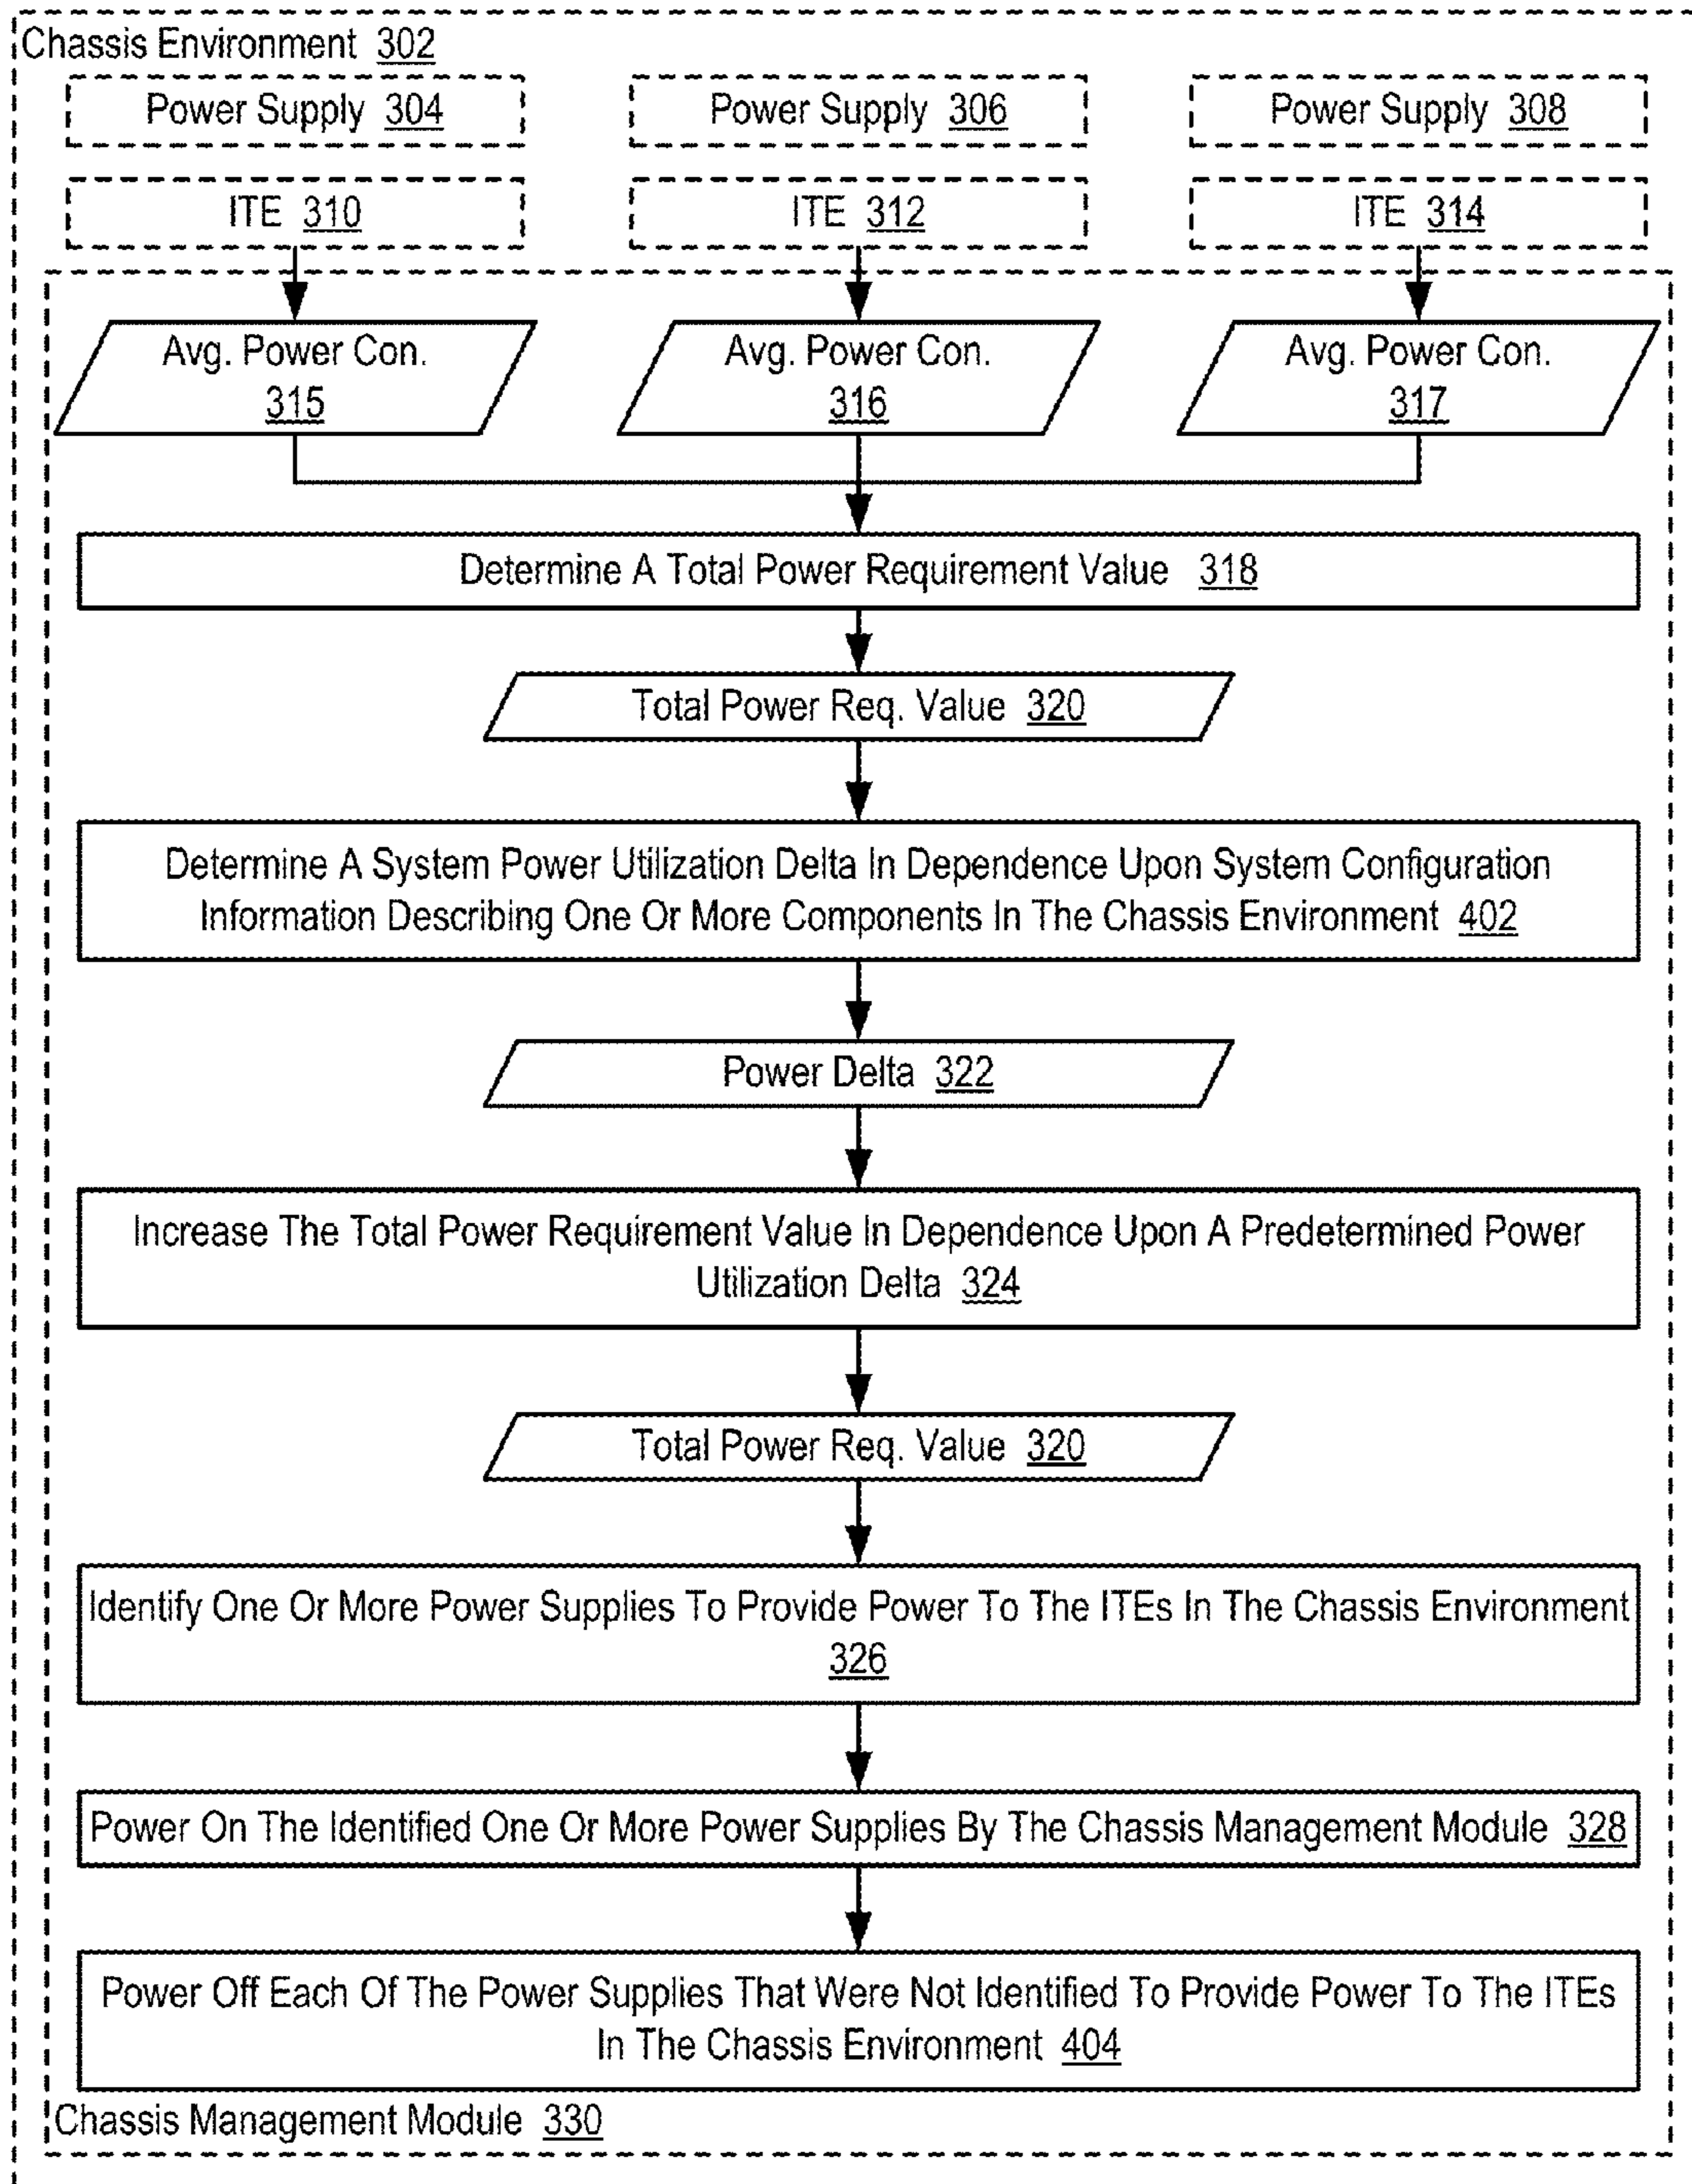 Chassis Environment 302
Power Supply 304
Power Supply 306
Power Supply 308
ITE 310
ITE 312
ITE 314
Avg. Power Con.
315
Avg. Power Con.
316
Avg. Power Con.
317
Determine A Total Power Requirement Value 318
Total Power Req. Value 320
Determine A System Power Utilization Delta In Dependence Upon System Configuration
Information Describing One Or More Components In The Chassis Environment 402
Power Delta 322
Increase The Total Power Requirement Value In Dependence Upon A Predetermined Power
Utilization Delta 324
Total Power Req. Value 320
Identify One Or More Power Supplies To Provide Power To The ITEs In The Chassis Environment
326
Power On The Identified One Or More Power Supplies By The Chassis Management Module 328
Power Off Each Of The Power Supplies That Were Not Identified To Provide Power To The ITEs
In The Chassis Environment 404
Chassis Management Module 330